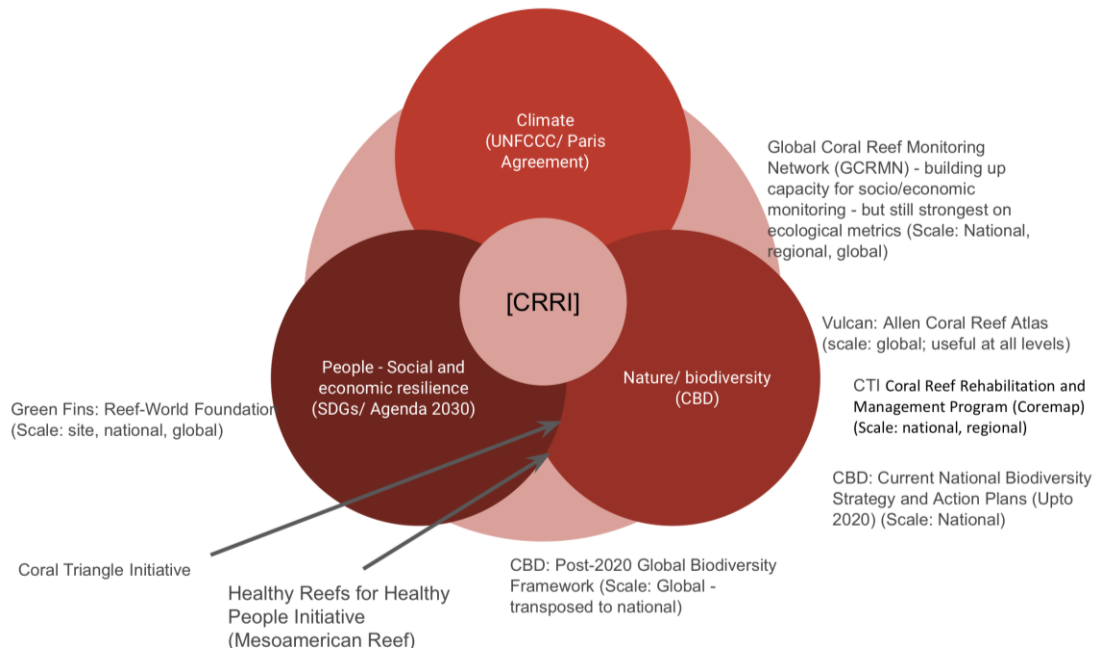 Climate
(UNFCCC/ Paris
Agreement)
Global Coral Reef Monitoring
Network (GCRMN) - building up
capacity for socio/economic
monitoring - but still strongest on
ecological metrics (Scale: National,
regional, global)
[CRRI]
Vulcan: Allen Coral Reef Atlas
(scale: global; useful at all levels)
People - Social and
economic resilience
(SDGs/ Agenda 2030)
Nature/ biodiversity
(CBD)
CTI Coral Reef Rehabilitation and
Management Program (Coremap)
(Scale: national, regional)
Green Fins: Reef-World Foundation
(Scale: site, national, global)
CBD: Current National Biodiversity
Strategy and Action Plans (Upto
2020) (Scale: National)
Coral Triangle Initiative
Healthy Reefs for Healthy
People Initiative
(Mesoamerican Reef)
CBD: Post-2020 Global Biodiversity
Framework (Scale: Global -
transposed to national)